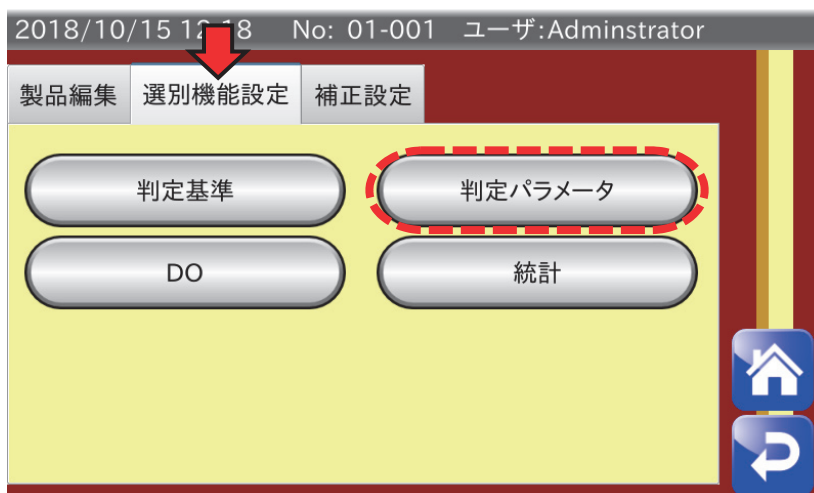 2018/10/15 12:18 No: 01-001 ユーザ:Adminstrator
製品編集 選別機能設定 補正設定
判定基準 判定パラメータ
DO 統計